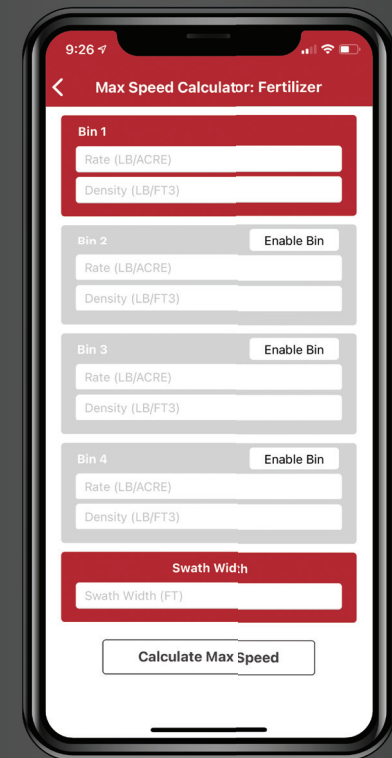 9:26
Max Speed Calculator: Fertilizer
Bin 1
Rate (LB/ACRE)
Density (LB/FT3)
Bin 2 Enable Bin
Rate (LB/ACRE)
Density (LB/FT3)
Bin 3 Enable Bin
Rate (LB/ACRE)
Density (LB/FT3)
Bin 4 Enable Bin
Rate (LB/ACRE)
Density (LB/FT3)
Swath Width
Swath Width (FT)
Calculate Max Speed